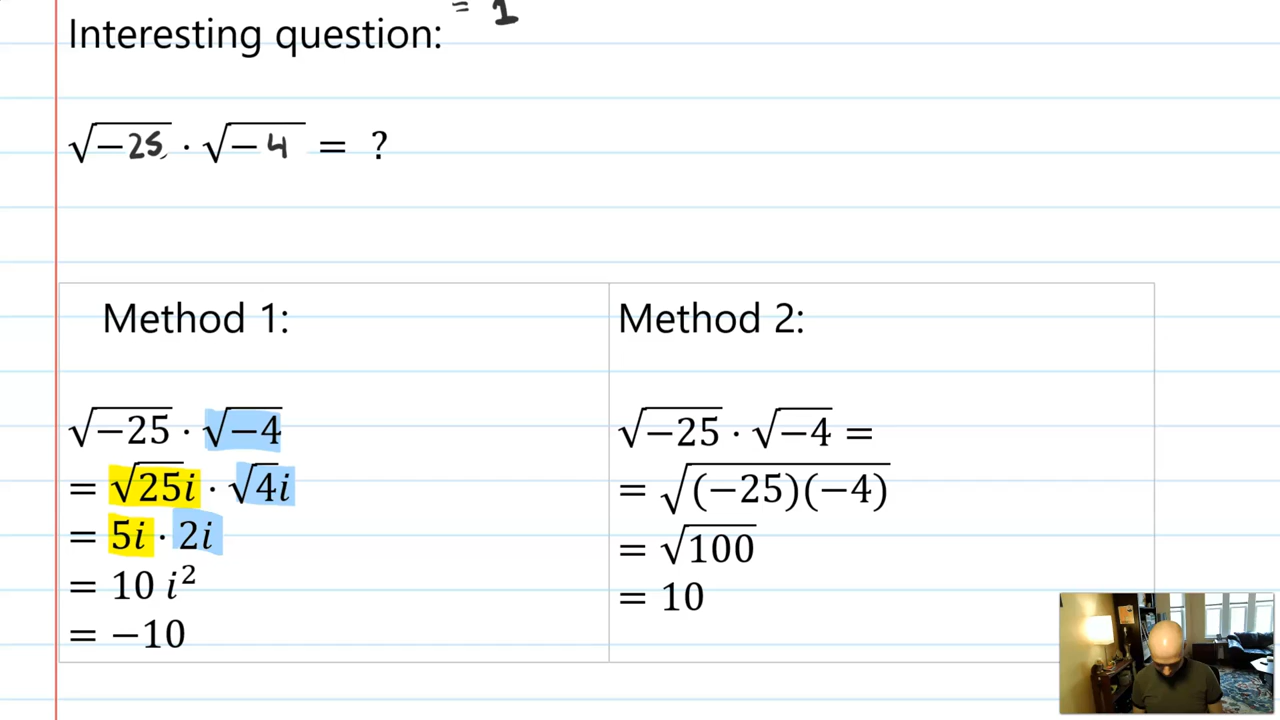 = 1
Interesting question:
√−25 · √−4 = ?
Method 1:
√−25 · √−4
= √25i · √4i
= 5i · 2i
= 10 i²
= −10
Method 2:
√−25 · √−4 =
= √(−25)(−4)
= √100
= 10